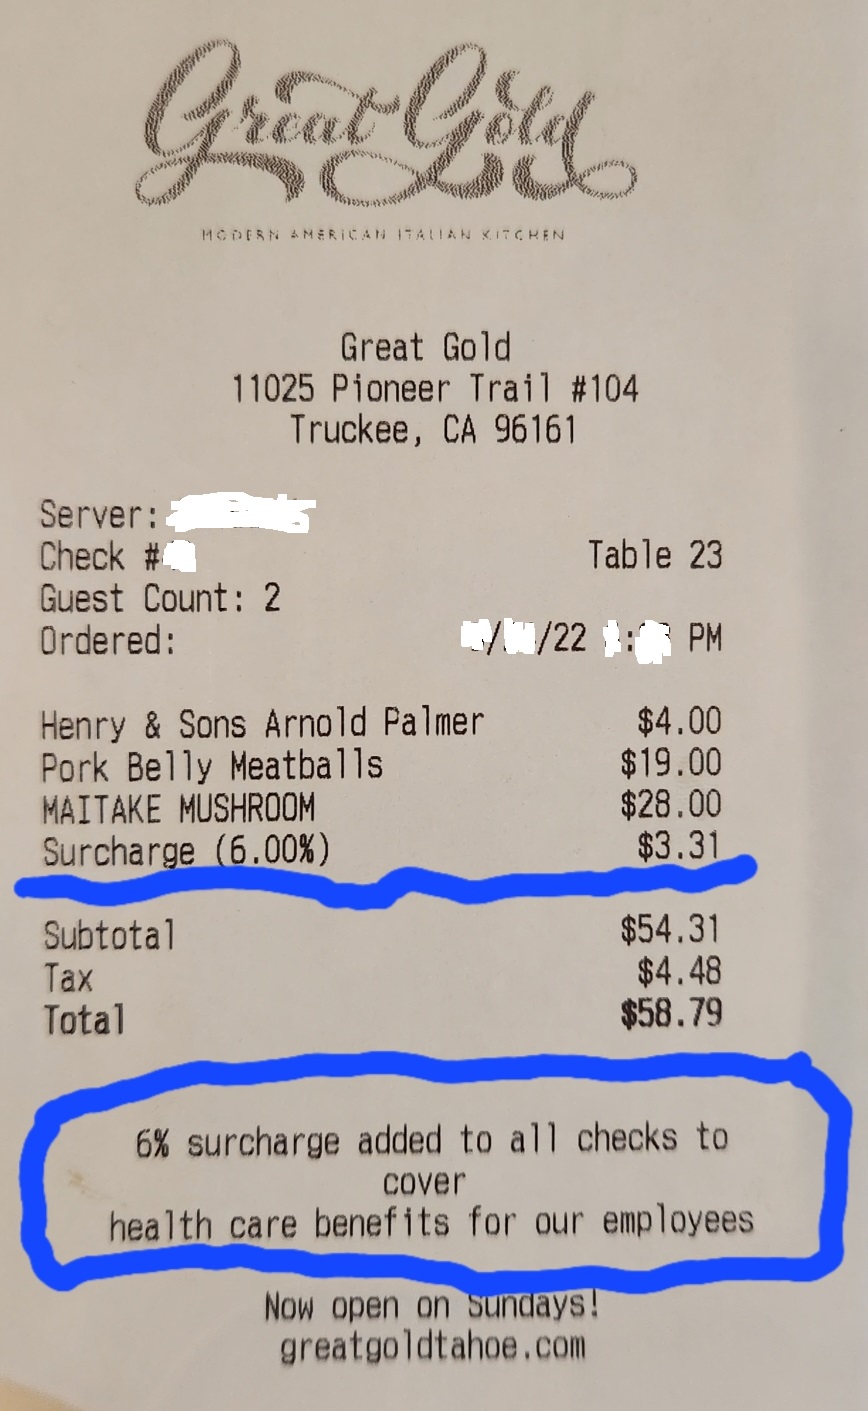 Great Gold
MODERN AMERICAN ITALIAN KITCHEN
Great Gold
11025 Pioneer Trail #104
Truckee, CA 96161
Server:
Check #
Table 23
Guest Count: 2
Ordered: /22 : PM
Henry & Sons Arnold Palmer $4.00
Pork Belly Meatballs $19.00
MAITAKE MUSHROOM $28.00
Surcharge (6.00%) $3.31
Subtotal $54.31
Tax $4.48
Total $58.79
6% surcharge added to all checks to
cover
health care benefits for our employees
Now open on Sundays!
greatgoldtahoe.com